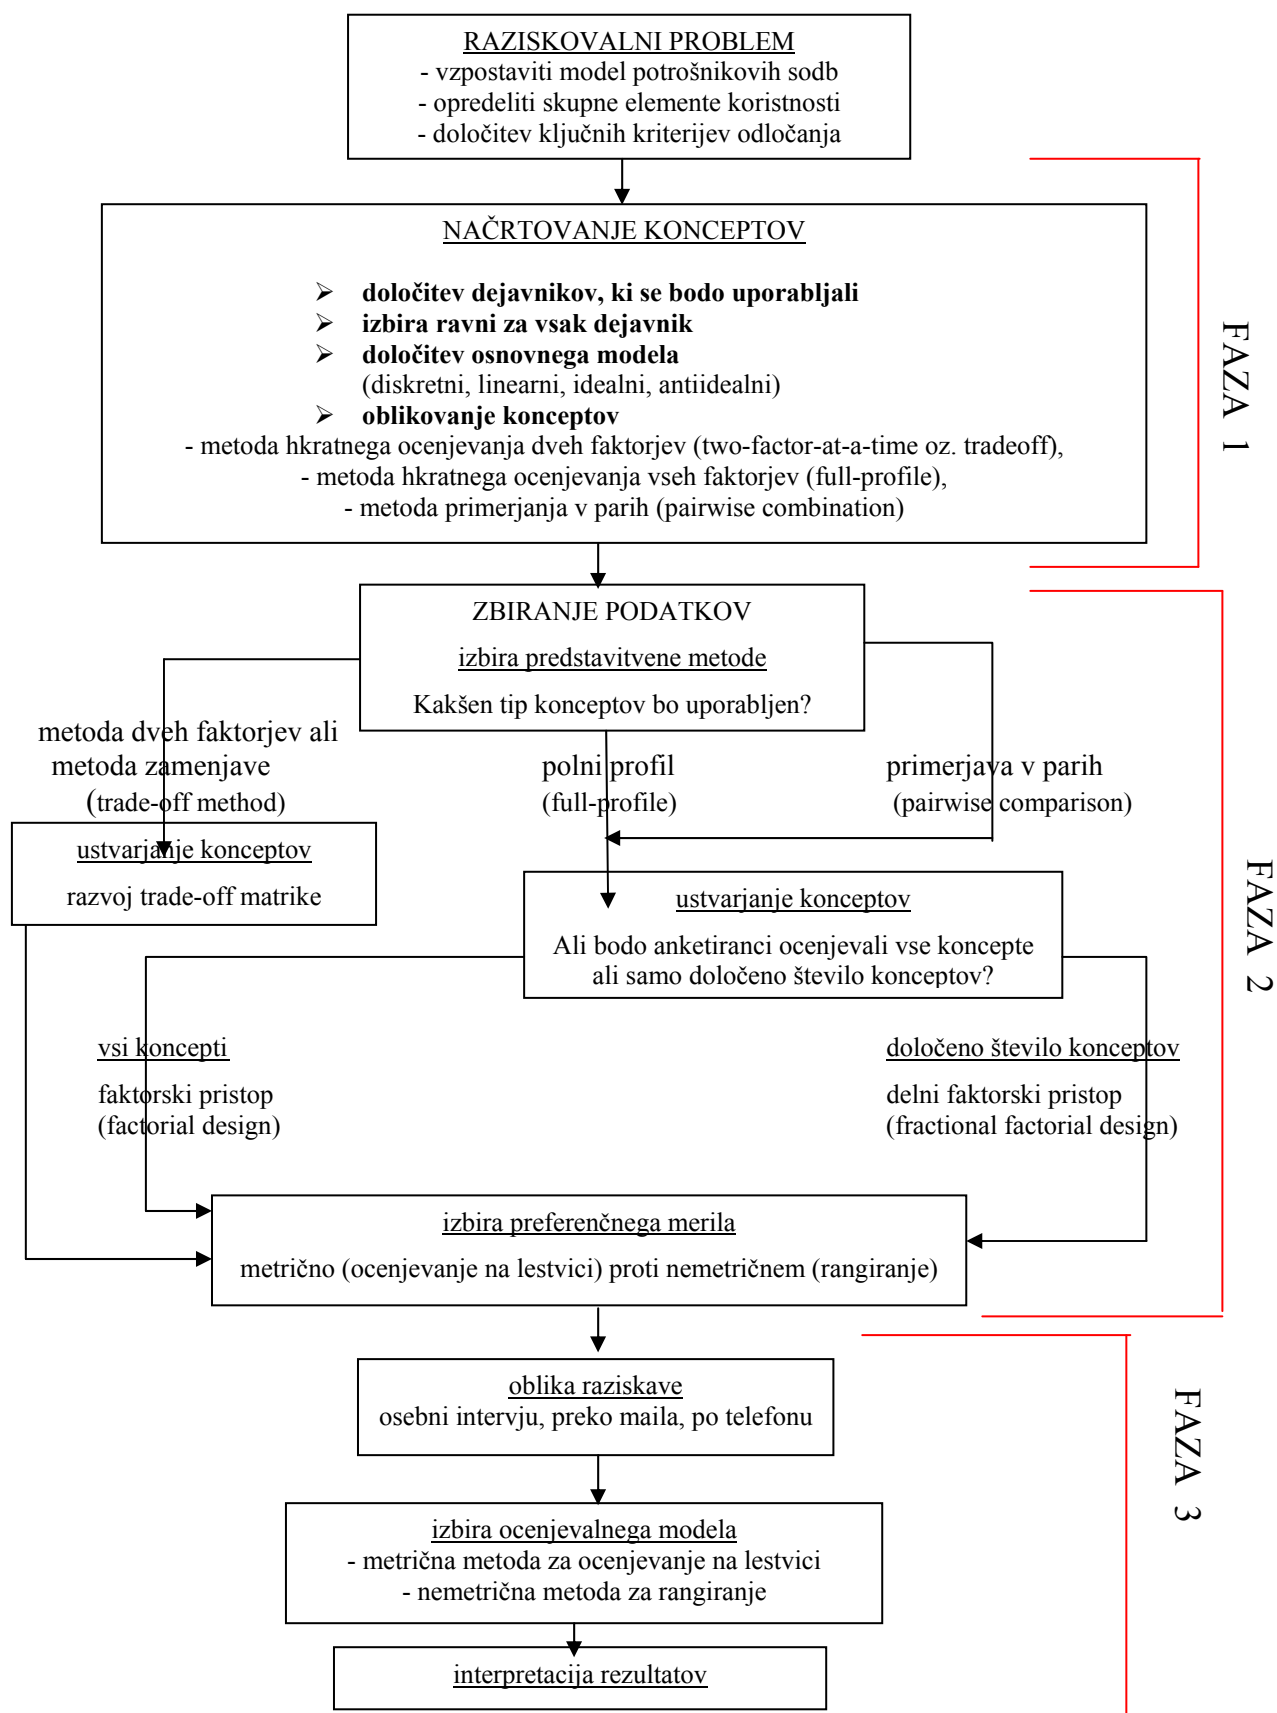 RAZISKOVALNI PROBLEM
- vzpostaviti model potrošnikovih sodb
- opredeliti skupne elemente koristnosti
- določitev ključnih kriterijev odločanja
NAČRTOVANJE KONCEPTOV
➢ določitev dejavnikov, ki se bodo uporabljali
➢ izbira ravni za vsak dejavnik
➢ določitev osnovnega modela
(diskretni, linearni, idealni, antiidealni)
➢ oblikovanje konceptov
- metoda hkratnega ocenjevanja dveh faktorjev (two-factor-at-a-time oz. tradeoff),
- metoda hkratnega ocenjevanja vseh faktorjev (full-profile),
- metoda primerjanja v parih (pairwise combination)
FAZA 1
ZBIRANJE PODATKOV
izbira predstavitvene metode
Kakšen tip konceptov bo uporabljen?
metoda dveh faktorjev ali
metoda zamenjave
(trade-off method)
polni profil
(full-profile)
primerjava v parih
(pairwise comparison)
ustvarjanje konceptov
razvoj trade-off matrike
ustvarjanje konceptov
Ali bodo anketiranci ocenjevali vse koncepte
ali samo določeno število konceptov?
FAZA 2
vsi koncepti
faktorski pristop
(factorial design)
določeno število konceptov
delni faktorski pristop
(fractional factorial design)
izbira preferenčnega merila
metrično (ocenjevanje na lestvici) proti nemetričnem (rangiranje)
oblika raziskave
osebni intervju, preko maila, po telefonu
FAZA 3
izbira ocenjevalnega modela
- metrična metoda za ocenjevanje na lestvici
- nemetrična metoda za rangiranje
interpretacija rezultatov